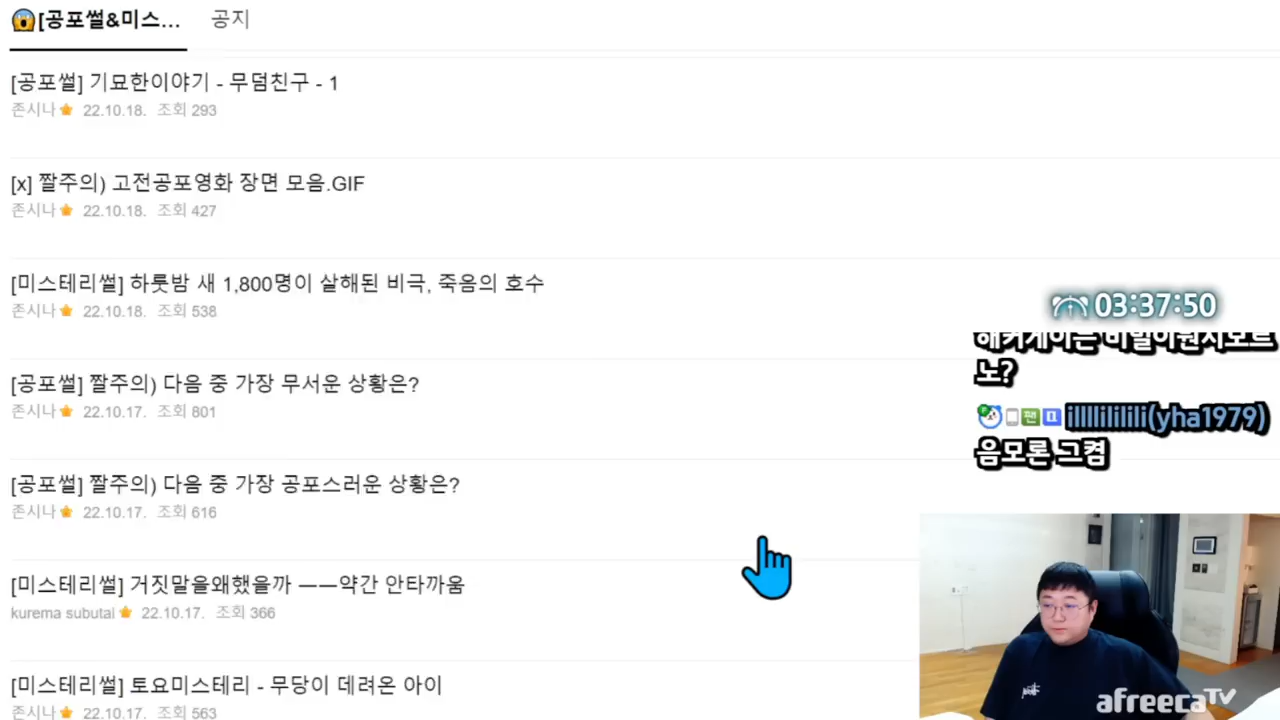 [공포썰&미스...
공지
[공포썰] 기묘한이야기 - 무덤친구 - 1
존시나 22.10.18. 조회 293
[x] 짤주의) 고전공포영화 장면 모음.GIF
존시나 22.10.18. 조회 427
[미스테리썰] 하룻밤 새 1,800명이 살해된 비극, 죽음의 호수
존시나 22.10.18. 조회 538
[공포썰] 짤주의) 다음 중 가장 무서운 상황은?
존시나 22.10.17. 조회 801
[공포썰] 짤주의) 다음 중 가장 공포스러운 상황은?
존시나 22.10.17. 조회 616
[미스테리썰] 거짓말을왜했을까 ㅡㅡ약간 안타까움
kurema subutai 22.10.17. 조회 366
[미스테리썰] 토요미스테리 - 무당이 데려온 아이
존시나 22.10.17. 조회 563
03:37:50
노?
팬
(yha1979)
음모론 그켬
afreecaTV